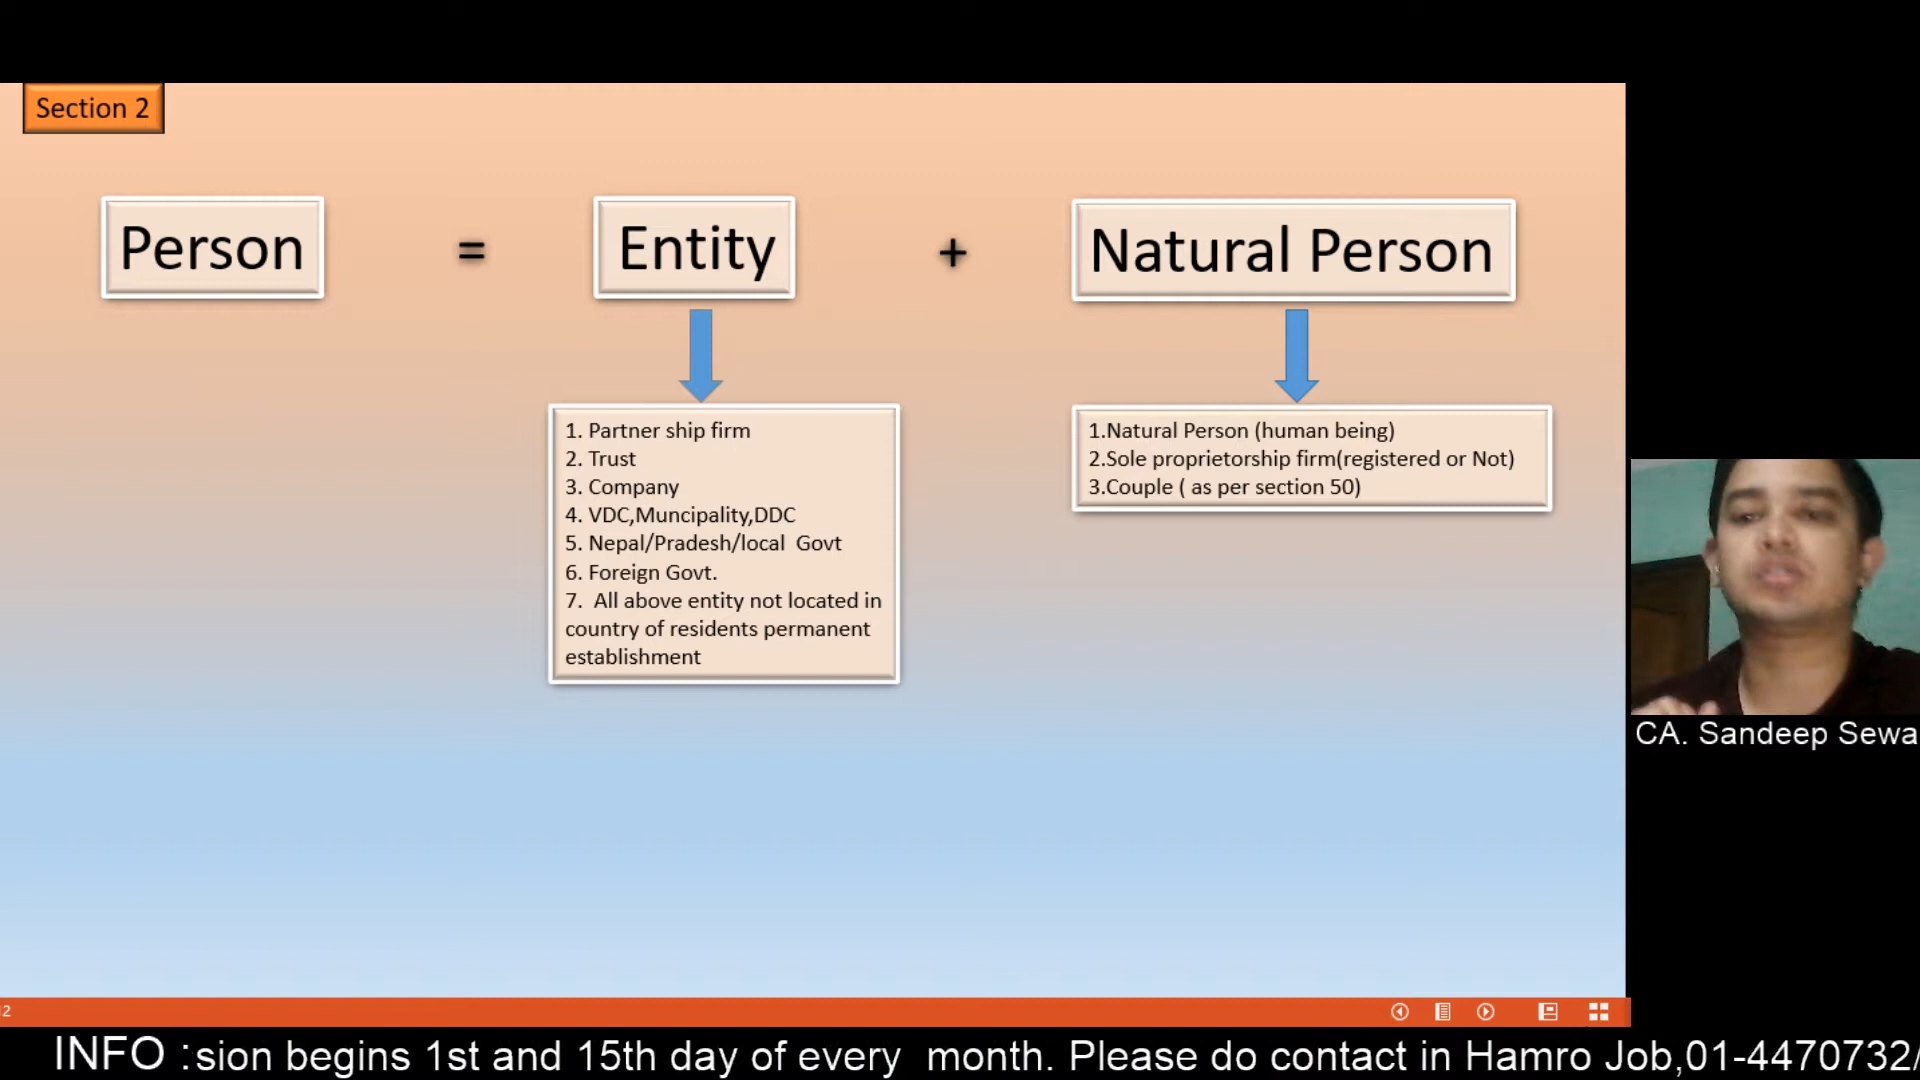 Section 2
Person = Entity + Natural Person
1. Partner ship firm
2. Trust
3. Company
4. VDC,Muncipality,DDC
5. Nepal/Pradesh/local Govt
6. Foreign Govt.
7. All above entity not located in
country of residents permanent
establishment
1.Natural Person (human being)
2.Sole proprietorship firm(registered or Not)
3.Couple ( as per section 50)
CA. Sandeep Sewa
INFO :sion begins 1st and 15th day of every month. Please do contact in Hamro Job,01-4470732/